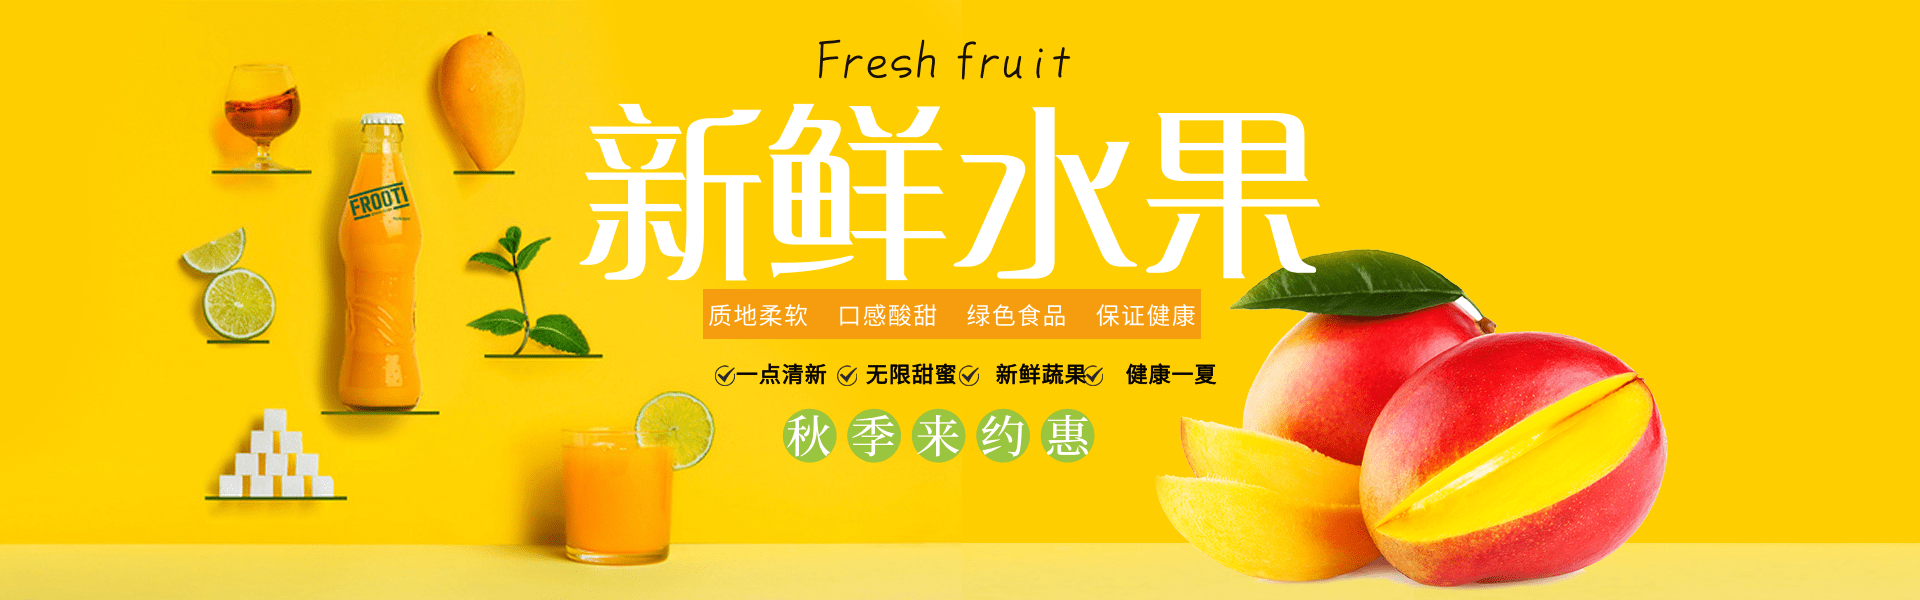 Fresh fruit
新鲜水果
FROOTI
质地柔软 口感酸甜 绿色食品 保证健康
一点清新 无限甜蜜 新鲜蔬果 健康一夏
秋季来约惠